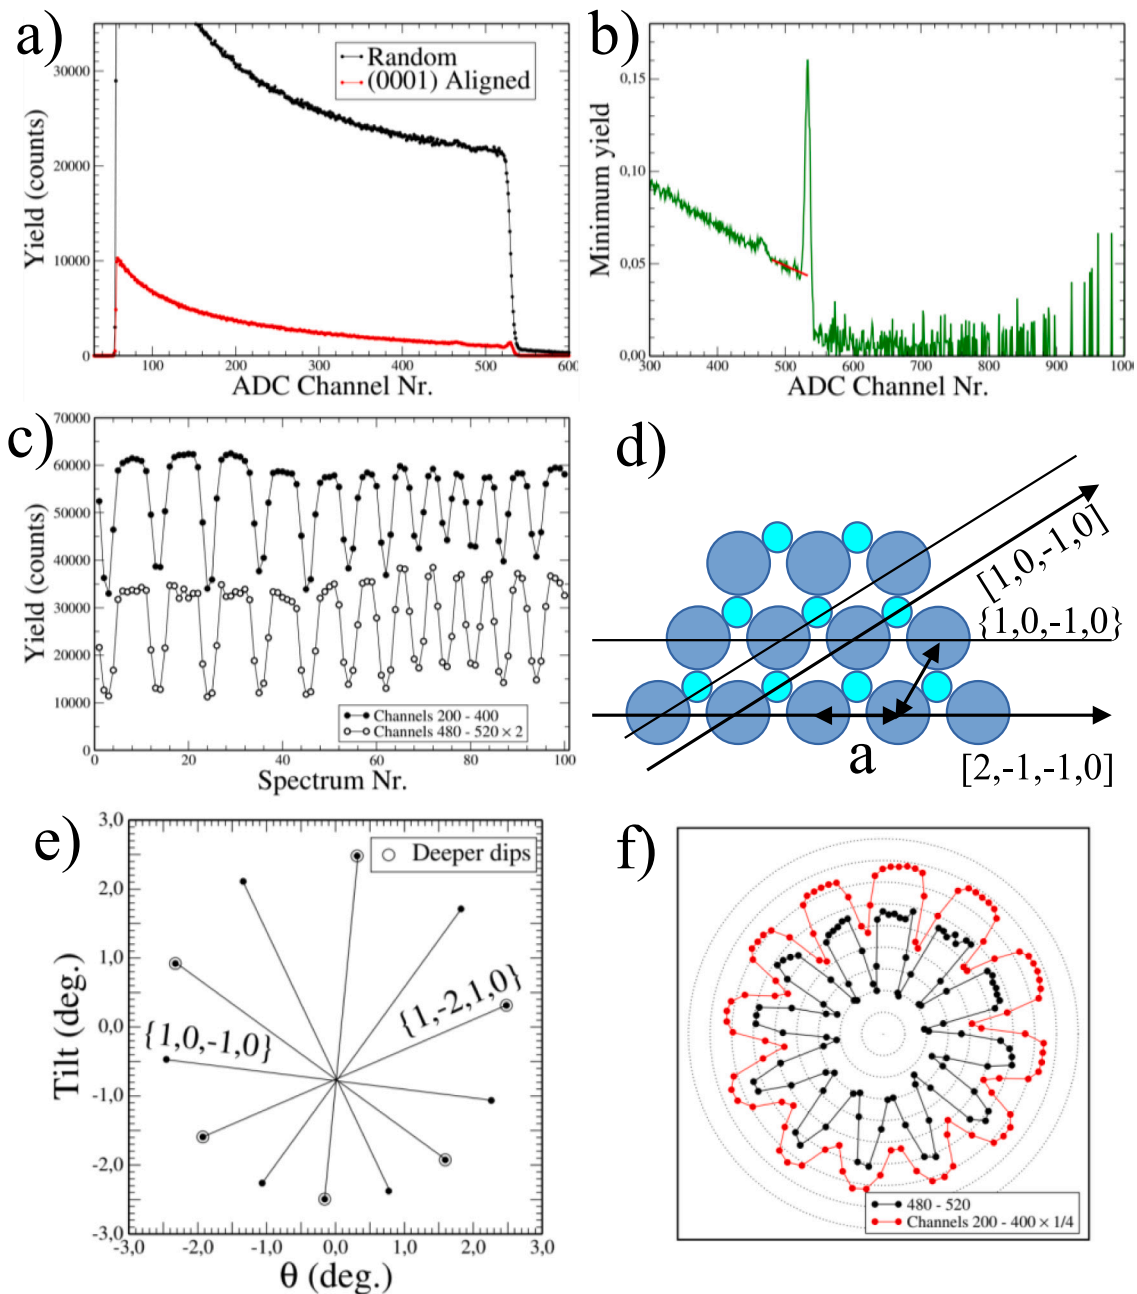 a)
Random
(0001) Aligned
Yield (counts)
30000
20000
10000
0
100
200
300
400
500
600
ADC Channel Nr.
b)
Minimum yield
0,15
0,10
0,05
0,00
300
400
500
600
700
800
900
1000
ADC Channel Nr.
c)
Yield (counts)
70000
60000
50000
40000
30000
20000
10000
0
Channels 200 - 400
Channels 480 - 520 × 2
0
20
40
60
80
100
Spectrum Nr.
d)
[1,0,-1,0]
{1,0,-1,0}
a
[2,-1,-1,0]
e)
Deeper dips
Tilt (deg.)
3,0
2,0
1,0
0,0
-1,0
-2,0
-3,0
{1,0,-1,0}
{1,-2,1,0}
-3,0
-2,0
-1,0
0,0
1,0
2,0
3,0
θ (deg.)
f)
480 - 520
Channels 200 - 400 × 1/4